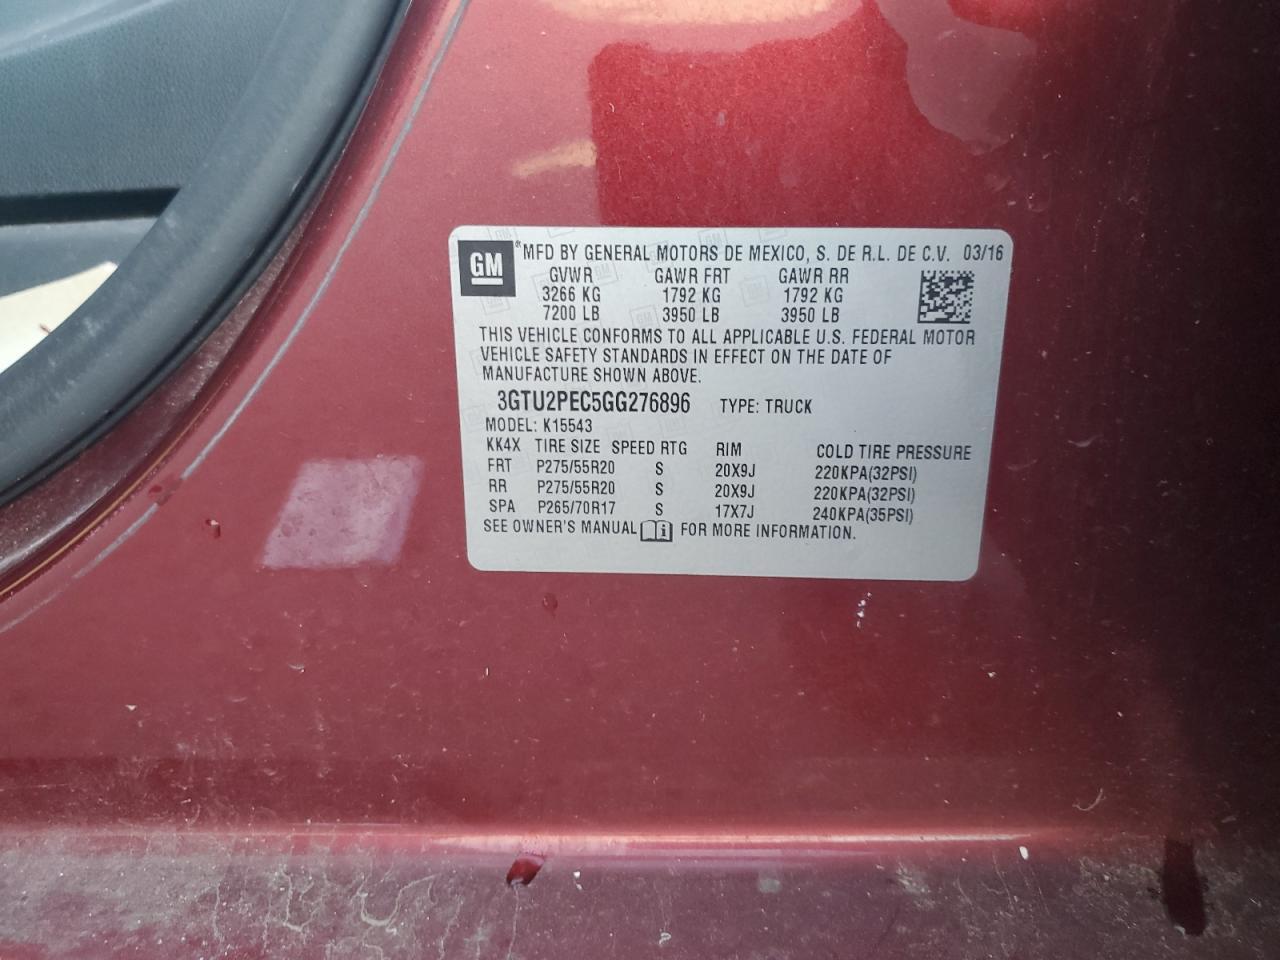 GM ® MFD BY GENERAL MOTORS DE MEXICO, S. DE R.L. DE C.V. 03/16
GVWR GAWR FRT GAWR RR
3266 KG 1792 KG 1792 KG
7200 LB 3950 LB 3950 LB
THIS VEHICLE CONFORMS TO ALL APPLICABLE U.S. FEDERAL MOTOR
VEHICLE SAFETY STANDARDS IN EFFECT ON THE DATE OF
MANUFACTURE SHOWN ABOVE.
3GTU2PEC5GG276896 TYPE: TRUCK
MODEL: K15543
KK4X TIRE SIZE SPEED RTG RIM COLD TIRE PRESSURE
FRT P275/55R20 S 20X9J 220KPA(32PSI)
RR P275/55R20 S 20X9J 220KPA(32PSI)
SPA P265/70R17 S 17X7J 240KPA(35PSI)
SEE OWNER'S MANUAL i FOR MORE INFORMATION.